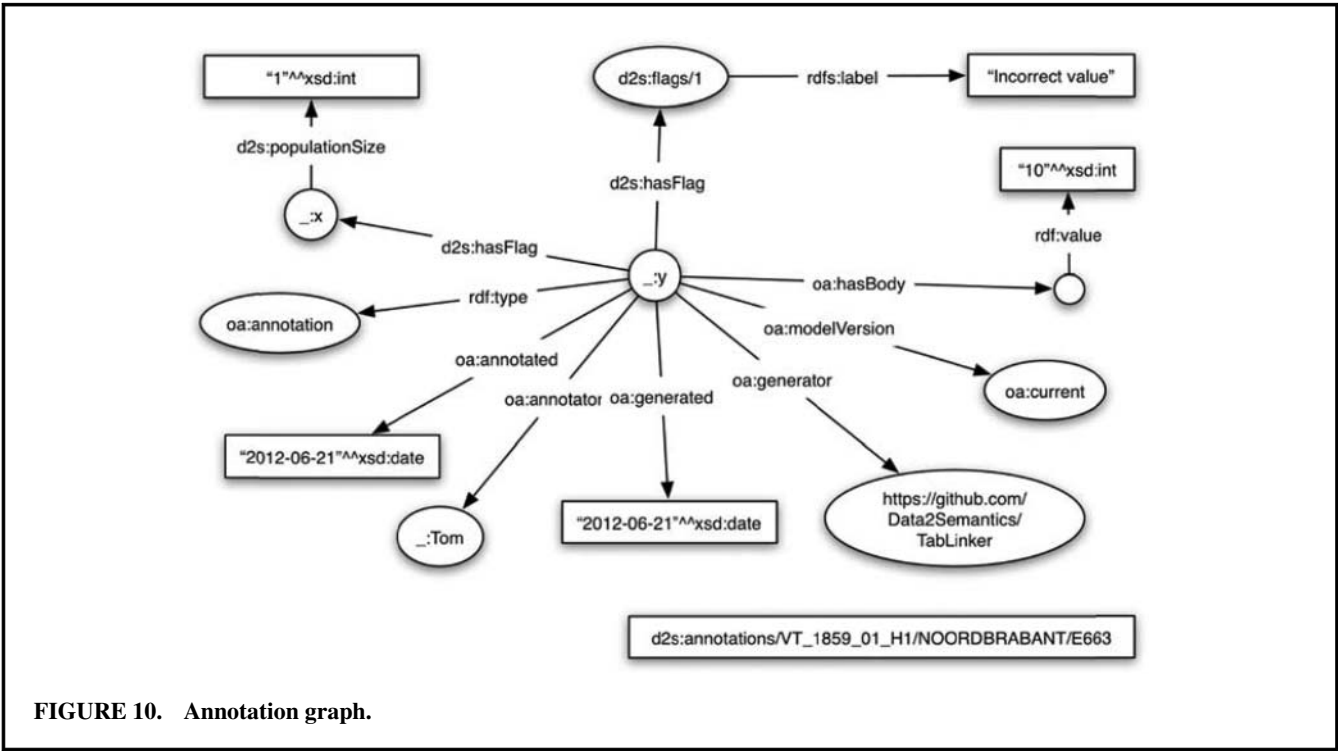 "1"^^xsd:int
d2s:flags/1
rdfs:label
"Incorrect value"
d2s:populationSize
"10"^^xsd:int
d2s:hasFlag
_:x
rdf:value
d2s:hasFlag
_:y
oa:hasBody
rdf:type
oa:annotation
oa:modelVersion
oa:annotated
oa:generator
oa:current
oa:annotator
oa:generated
"2012-06-21"^^xsd:date
https://github.com/
Data2Semantics/
TabLinker
"2012-06-21"^^xsd:date
_:Tom
d2s:annotations/VT_1859_01_H1/NOORDBRABANT/E663
FIGURE 10. Annotation graph.